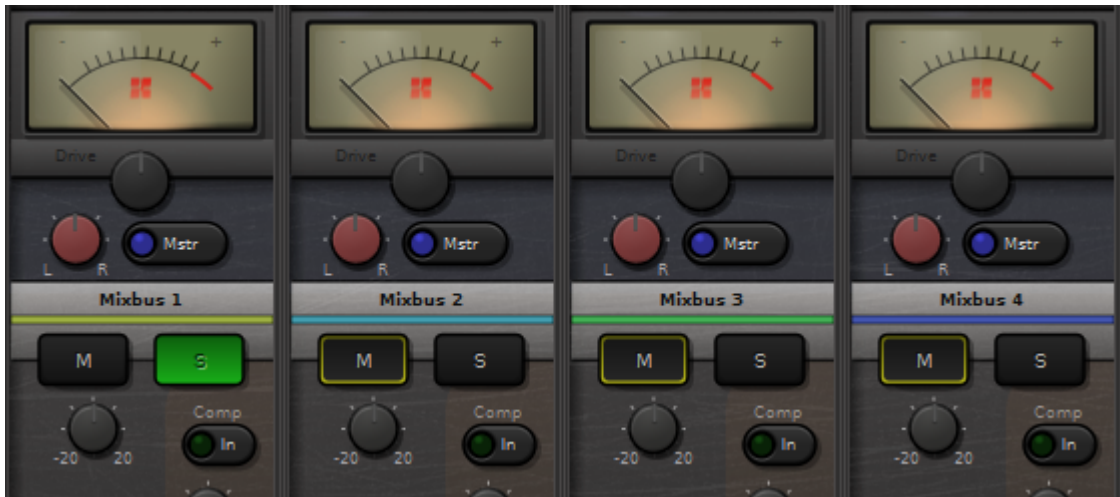 - + - + - + - +
Drive Drive Drive Drive
Mstr Mstr Mstr Mstr
L R L R L R L R
Mixbus 1 Mixbus 2 Mixbus 3 Mixbus 4
M S M S M S M S
Comp Comp Comp Comp
In In In In
-20 20 -20 20 -20 20 -20 20